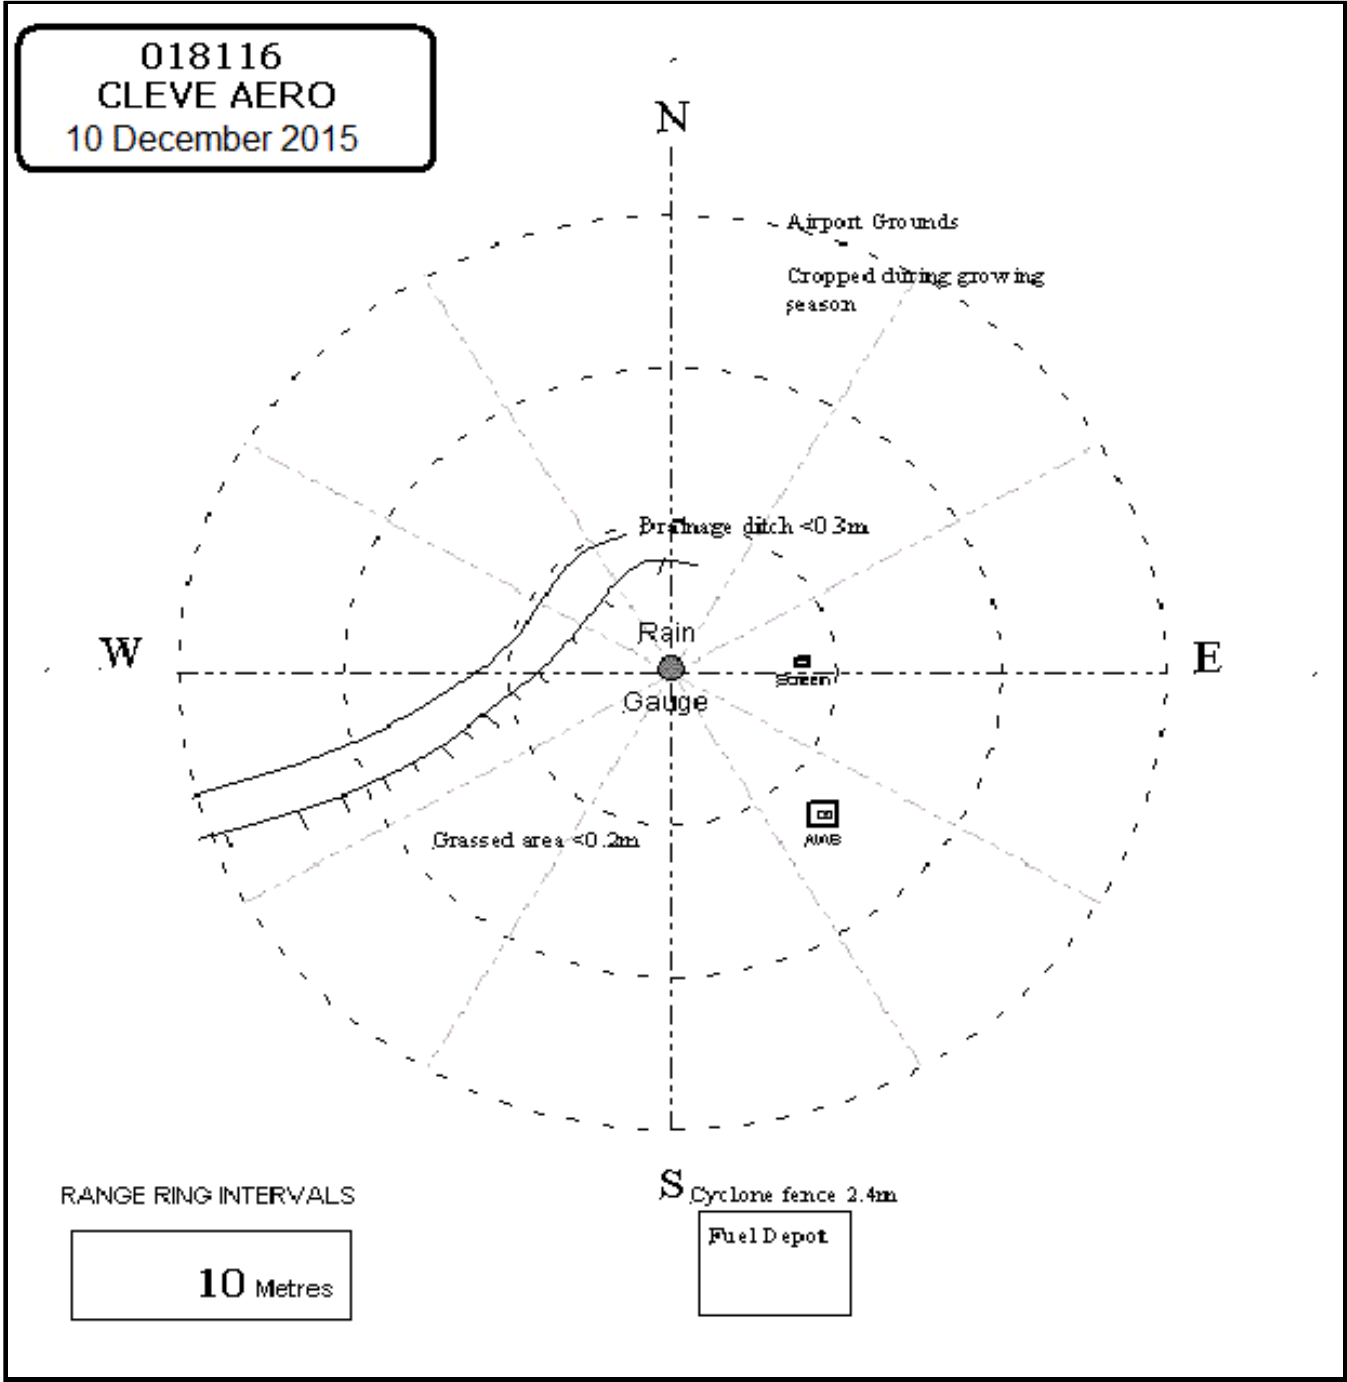 018116
CLEVE AERO
10 December 2015
N
Airport Grounds
Cropped during growing
season
Drainage ditch <0.3m
Rain
W
E
Screen
Gauge
Grassed area <0.2m
S
Cyclone fence 2.4m
RANGE RING INTERVALS
Fuel Depot
10 Metres